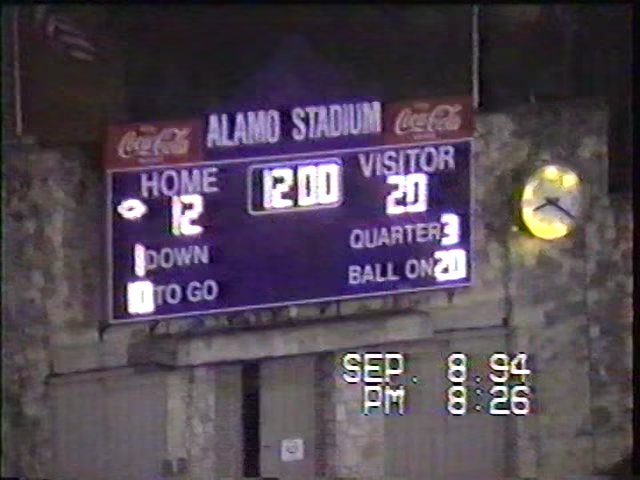 Coca-Cola ALAMO STADIUM Coca-Cola
HOME 12:00 VISITOR
12 20
1 DOWN QUARTER 3
10 TO GO BALL ON 20
SEP. 8.94
PM 8:26